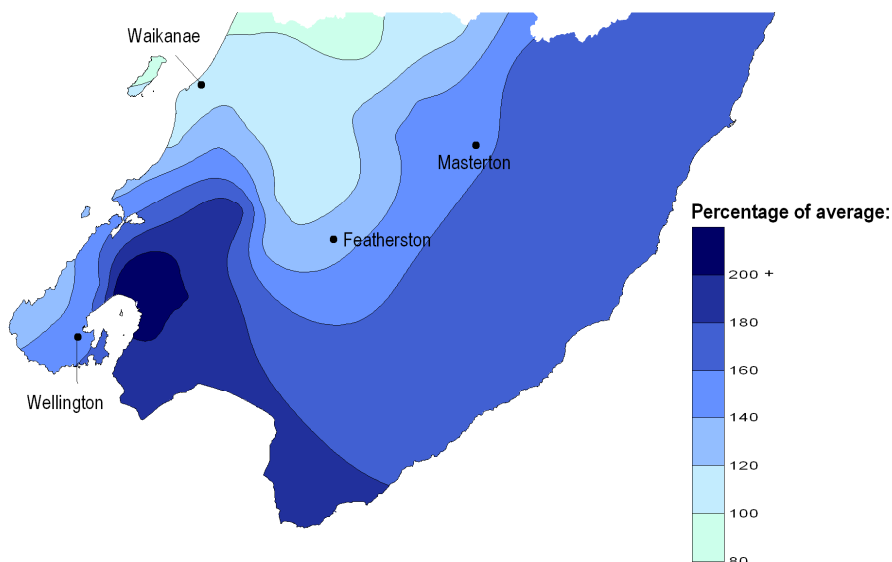 Waikanae
Masterton
Featherston
Wellington
Percentage of average:
200 +
180
160
140
120
100
80